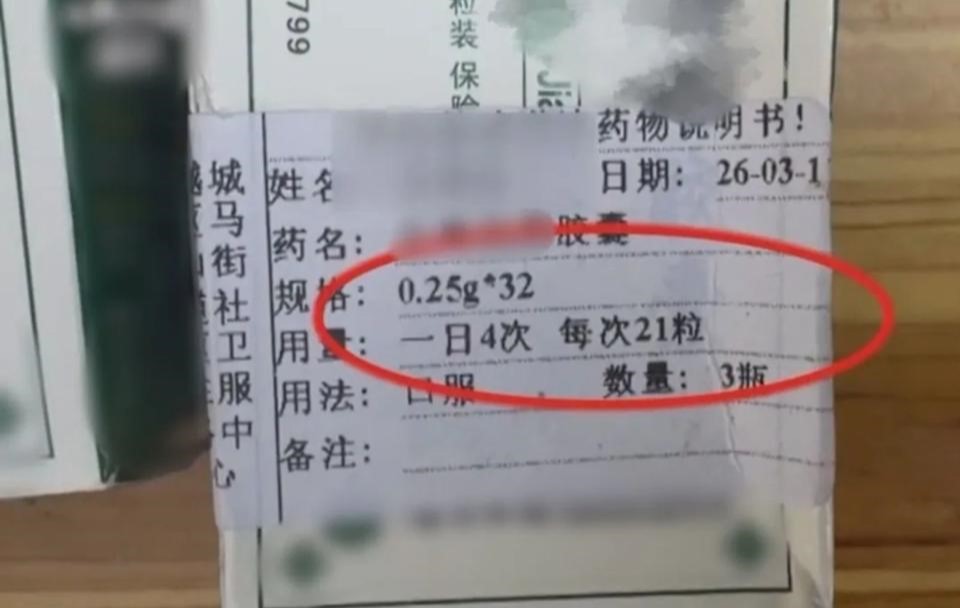 799
粒装 保险
Jia
药物说明书!
姓名
日期: 26-03-1
药名: 胶囊
规格: 0.25g*32
用量: 一日4次 每次21粒
用法: 口服 数量: 3瓶
备注:
城马街社卫服中心